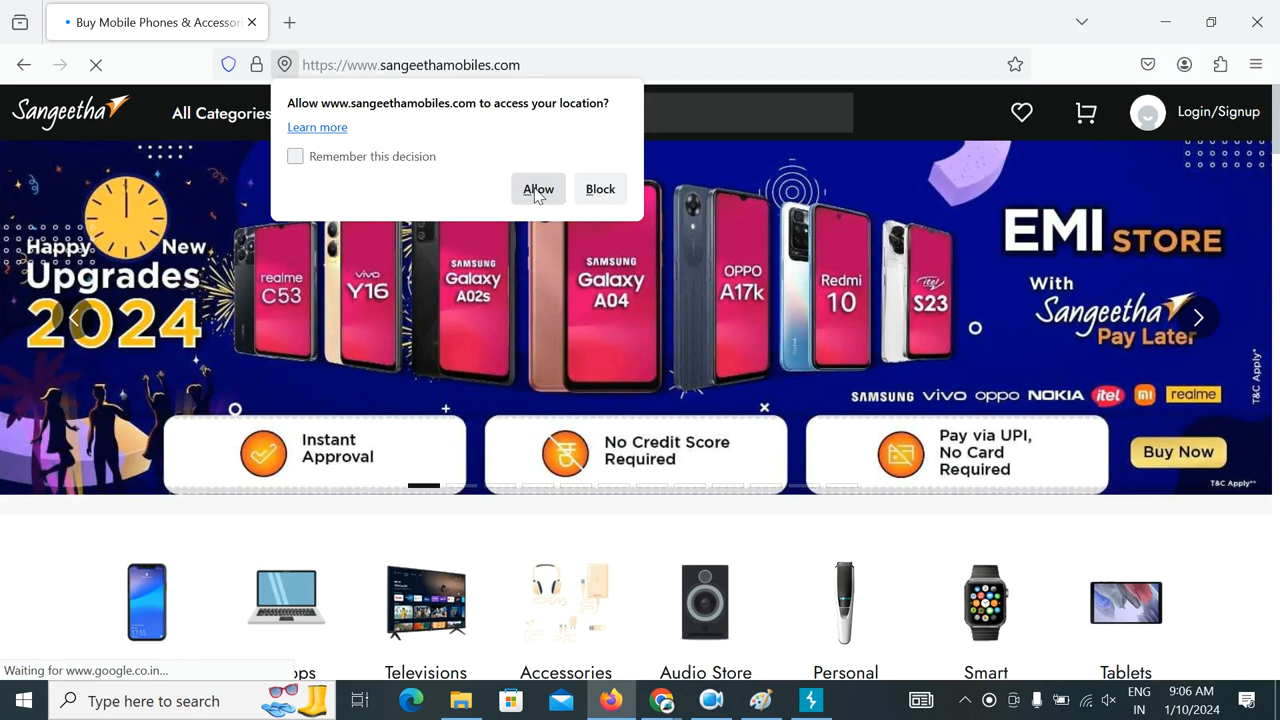 Buy Mobile Phones & Accessor
https://www.sangeethamobiles.com
Allow www.sangeethamobiles.com to access your location?
Learn more
Remember this decision
Allow
Block
Sangeetha
All Categories
Login/Signup
Happy New
Upgrades
2024
realme
C53
vivo
Y16
SAMSUNG
Galaxy
A02s
SAMSUNG
Galaxy
A04
OPPO
A17k
Redmi
10
itel
S23
EMI STORE
With
Sangeetha
Pay Later
SAMSUNG vivo oppo NOKIA itel mi realme
T&C Apply*
Instant
Approval
No Credit Score
Required
Pay via UPI,
No Card
Required
Buy Now
T&C Apply**
Waiting for www.google.co.in...
ops
Televisions
Accessories
Audio Store
Personal
Smart
Tablets
Type here to search
ENG
IN
9:06 AM
1/10/2024